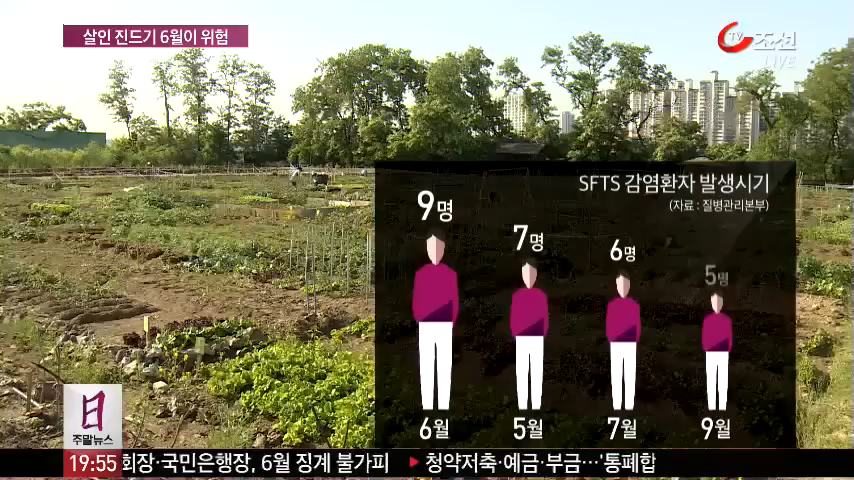 살인 진드기 6월이 위험
TV조선
LIVE
SFTS 감염환자 발생시기
(자료 : 질병관리본부)
9명
7명
6명
5명
6월
5월
7월
9월
日
주말뉴스
19:55 회장·국민은행장, 6월 징계 불가피 ▶ 청약저축·예금·부금…'통폐합